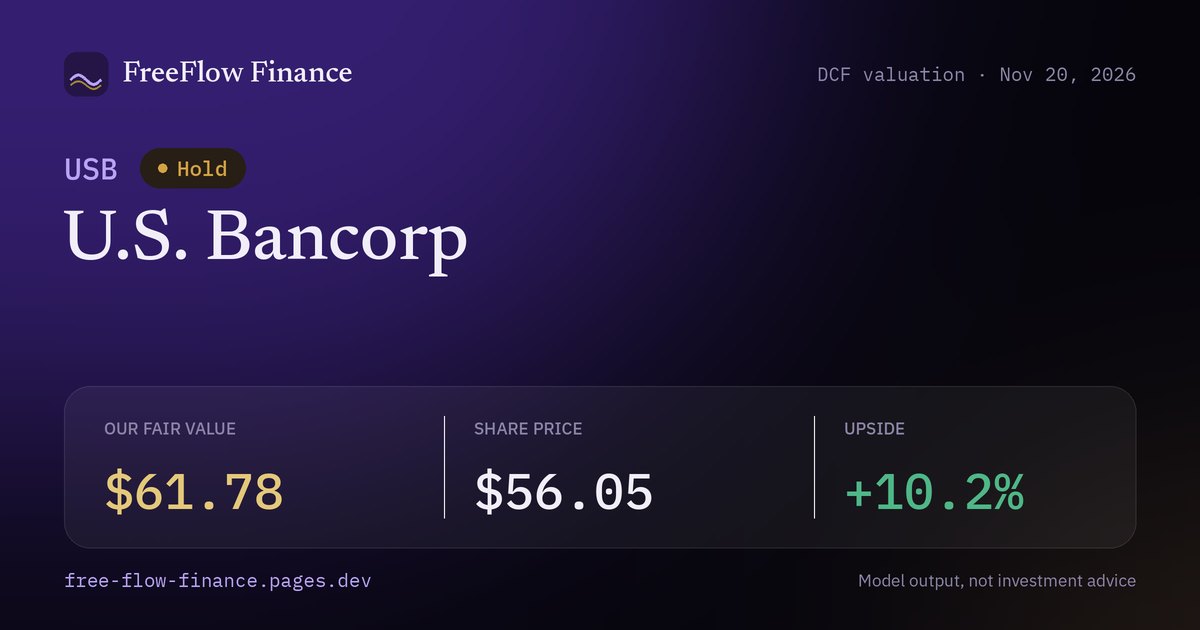 FreeFlow Finance
DCF valuation · Nov 20, 2026
USB
Hold
U.S. Bancorp
OUR FAIR VALUE
$61.78
SHARE PRICE
$56.05
UPSIDE
+10.2%
free-flow-finance.pages.dev
Model output, not investment advice